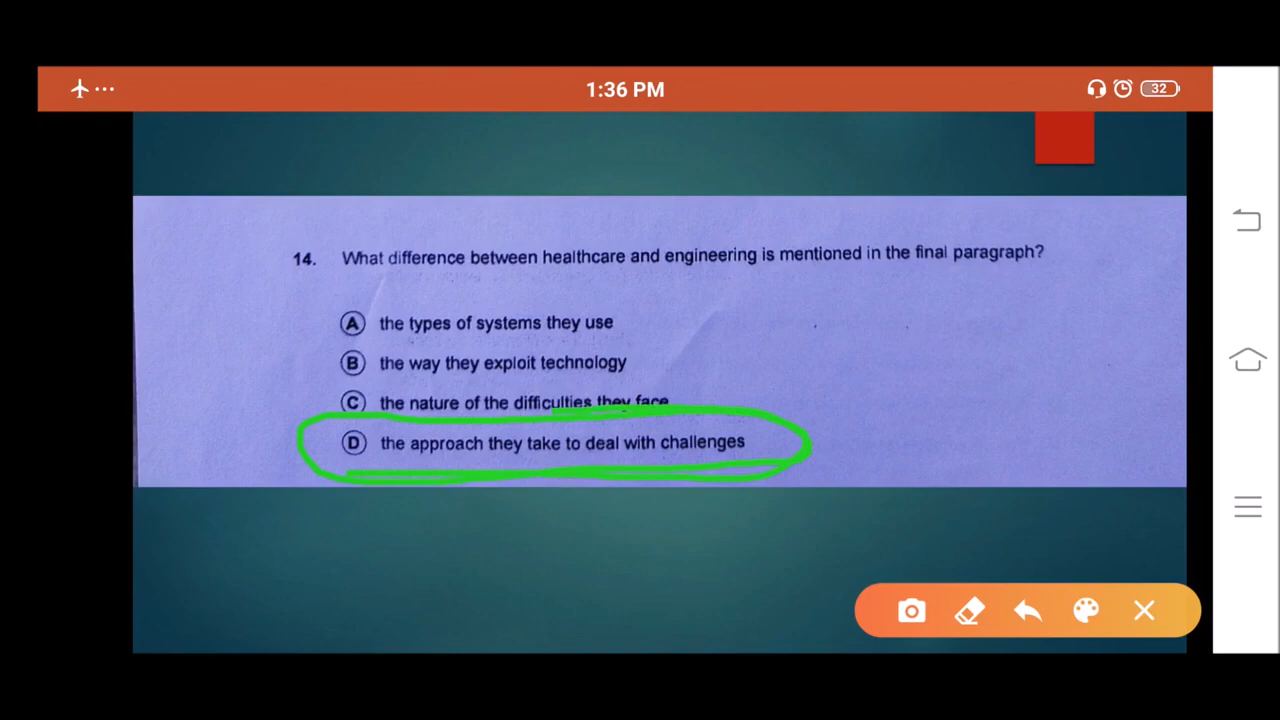 1:36 PM
32
14. What difference between healthcare and engineering is mentioned in the final paragraph?
A the types of systems they use
B the way they exploit technology
C the nature of the difficulties they face
D the approach they take to deal with challenges